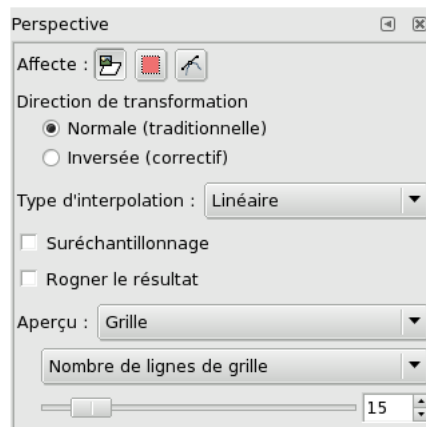 Perspective
Affecte :
Direction de transformation
Normale (traditionnelle)
Inversée (correctif)
Type d'interpolation : Linéaire
Suréchantillonnage
Rogner le résultat
Aperçu : Grille
Nombre de lignes de grille
15